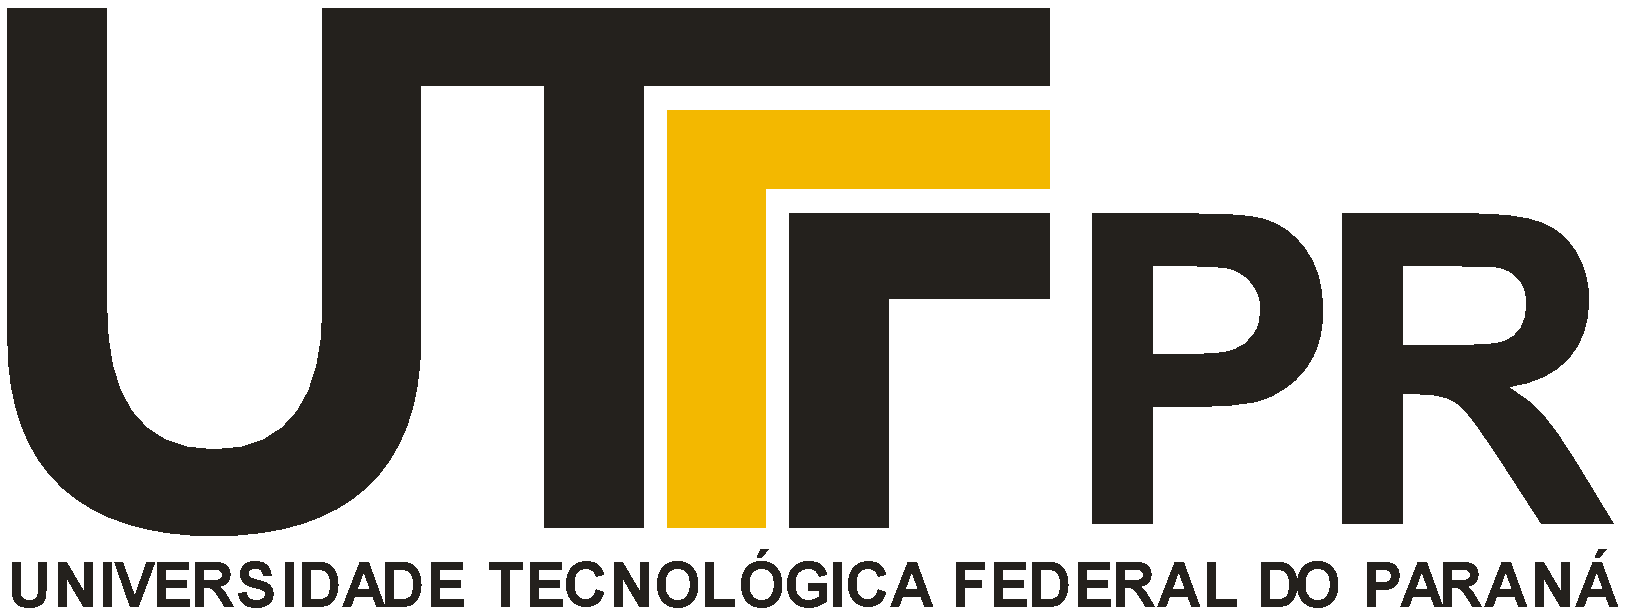 UTFPR
UNIVERSIDADE TECNOLÓGICA FEDERAL DO PARANÁ